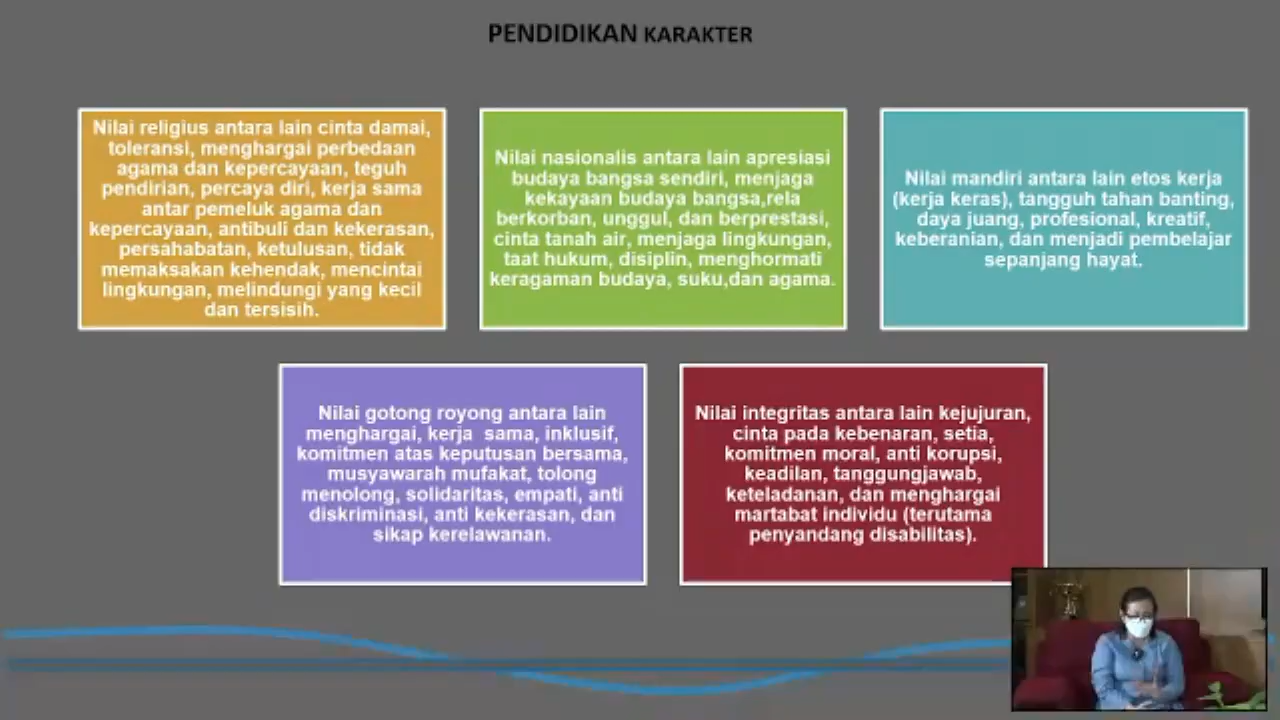 PENDIDIKAN KARAKTER
Nilai religius antara lain cinta damai,
toleransi, menghargai perbedaan
agama dan kepercayaan, teguh
pendirian, percaya diri, kerja sama
antar pemeluk agama dan
kepercayaan, antibuli dan kekerasan,
persahabatan, ketulusan, tidak
memaksakan kehendak, mencintai
lingkungan, melindungi yang kecil
dan tersisih.
Nilai nasionalis antara lain apresiasi
budaya bangsa sendiri, menjaga
kekayaan budaya bangsa,rela
berkorban, unggul, dan berprestasi,
cinta tanah air, menjaga lingkungan,
taat hukum, disiplin, menghormati
keragaman budaya, suku,dan agama.
Nilai mandiri antara lain etos kerja
(kerja keras), tangguh tahan banting,
daya juang, profesional, kreatif,
keberanian, dan menjadi pembelajar
sepanjang hayat.
Nilai gotong royong antara lain
menghargai, kerja  sama, inklusif,
komitmen atas keputusan bersama,
musyawarah mufakat, tolong
menolong, solidaritas, empati, anti
diskriminasi, anti kekerasan, dan
sikap kerelawanan.
Nilai integritas antara lain kejujuran,
cinta pada kebenaran, setia,
komitmen moral, anti korupsi,
keadilan, tanggungjawab,
keteladanan, dan menghargai
martabat individu (terutama
penyandang disabilitas).